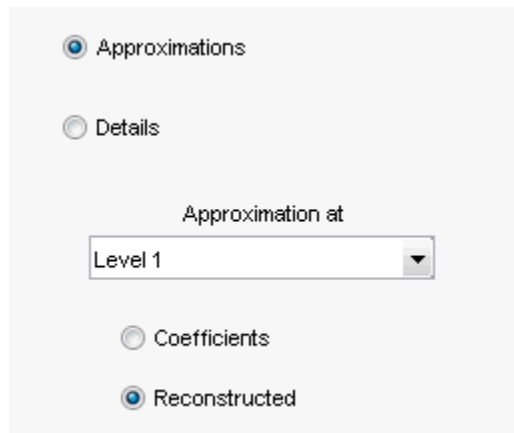 Approximations
Details
Approximation at
Level 1
Coefficients
Reconstructed